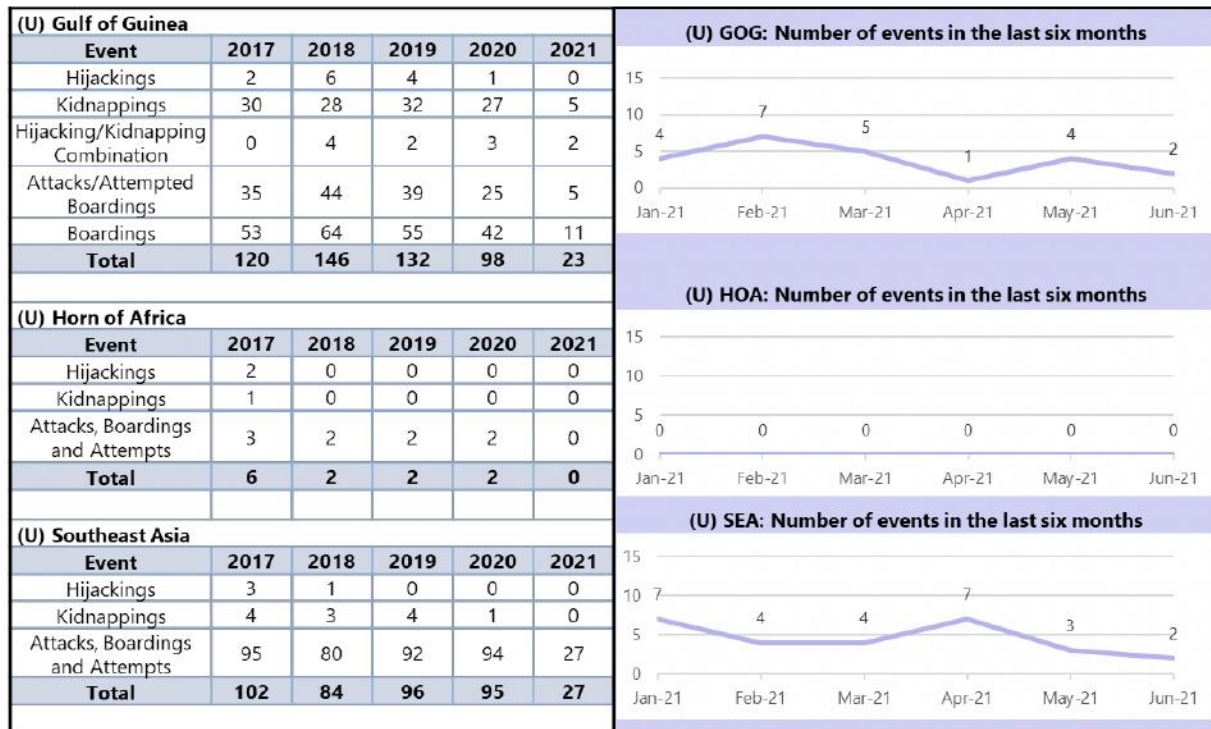 (U) Gulf of Guinea
Event 2017 2018 2019 2020 2021
Hijackings 2 6 4 1 0
Kidnappings 30 28 32 27 5
Hijacking/Kidnapping
Combination 0 4 2 3 2
Attacks/Attempted
Boardings 35 44 39 25 5
Boardings 53 64 55 42 11
Total 120 146 132 98 23
(U) Horn of Africa
Event 2017 2018 2019 2020 2021
Hijackings 2 0 0 0 0
Kidnappings 1 0 0 0 0
Attacks, Boardings
and Attempts 3 2 2 2 0
Total 6 2 2 2 0
(U) Southeast Asia
Event 2017 2018 2019 2020 2021
Hijackings 3 1 0 0 0
Kidnappings 4 3 4 1 0
Attacks, Boardings
and Attempts 95 80 92 94 27
Total 102 84 96 95 27
(U) GOG: Number of events in the last six months
15
10
5
0
4 7 5 1 4 2
Jan-21 Feb-21 Mar-21 Apr-21 May-21 Jun-21
(U) HOA: Number of events in the last six months
15
10
5
0
0 0 0 0 0 0
Jan-21 Feb-21 Mar-21 Apr-21 May-21 Jun-21
(U) SEA: Number of events in the last six months
15
10
5
0
7 4 4 7 3 2
Jan-21 Feb-21 Mar-21 Apr-21 May-21 Jun-21